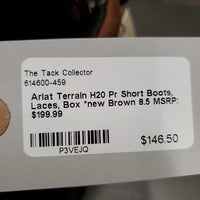 The Tack Collector
614600-459
Ariat Terrain H20 Pr Short Boots,
Laces, Box *new Brown 8.5 MSRP:
$199.99
P3VEJQ
$146.50